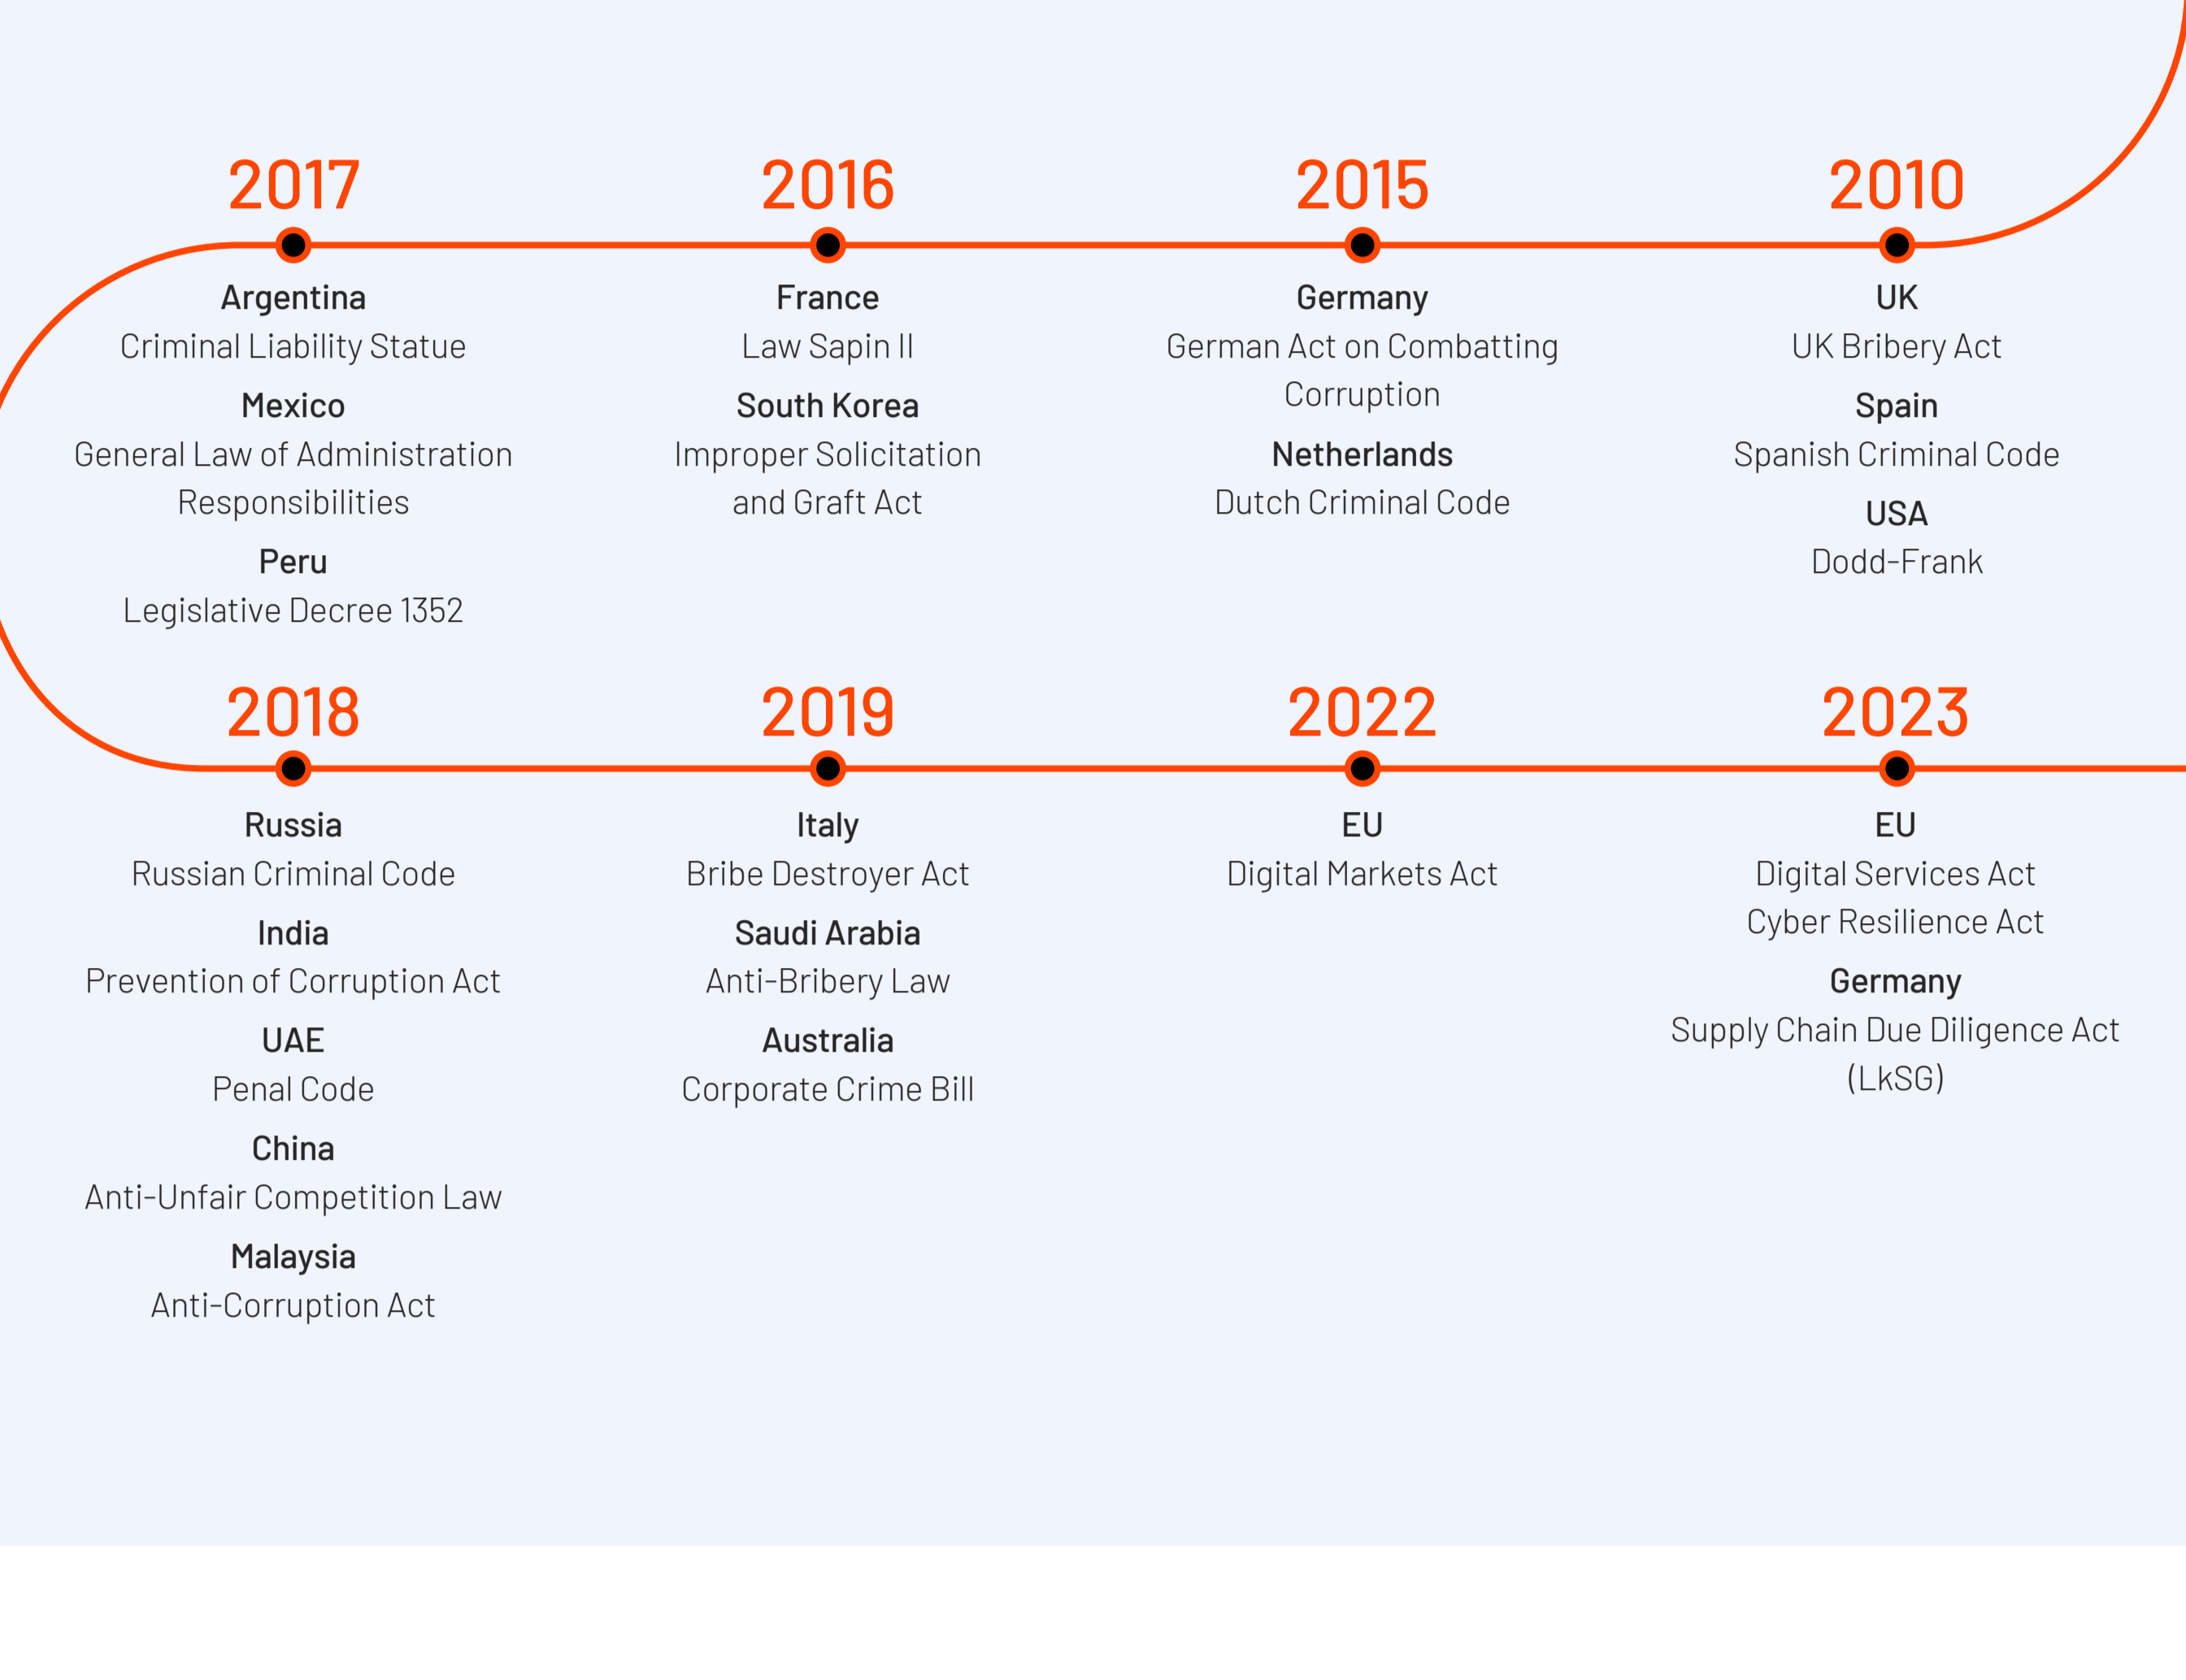 2017
Argentina
Criminal Liability Statue
Mexico
General Law of Administration
Responsibilities
Peru
Legislative Decree 1352
2016
France
Law Sapin II
South Korea
Improper Solicitation
and Graft Act
2015
Germany
German Act on Combatting
Corruption
Netherlands
Dutch Criminal Code
2010
UK
UK Bribery Act
Spain
Spanish Criminal Code
USA
Dodd-Frank
2018
Russia
Russian Criminal Code
India
Prevention of Corruption Act
UAE
Penal Code
China
Anti-Unfair Competition Law
Malaysia
Anti-Corruption Act
2019
Italy
Bribe Destroyer Act
Saudi Arabia
Anti-Bribery Law
Australia
Corporate Crime Bill
2022
EU
Digital Markets Act
2023
EU
Digital Services Act
Cyber Resilience Act
Germany
Supply Chain Due Diligence Act
(LkSG)